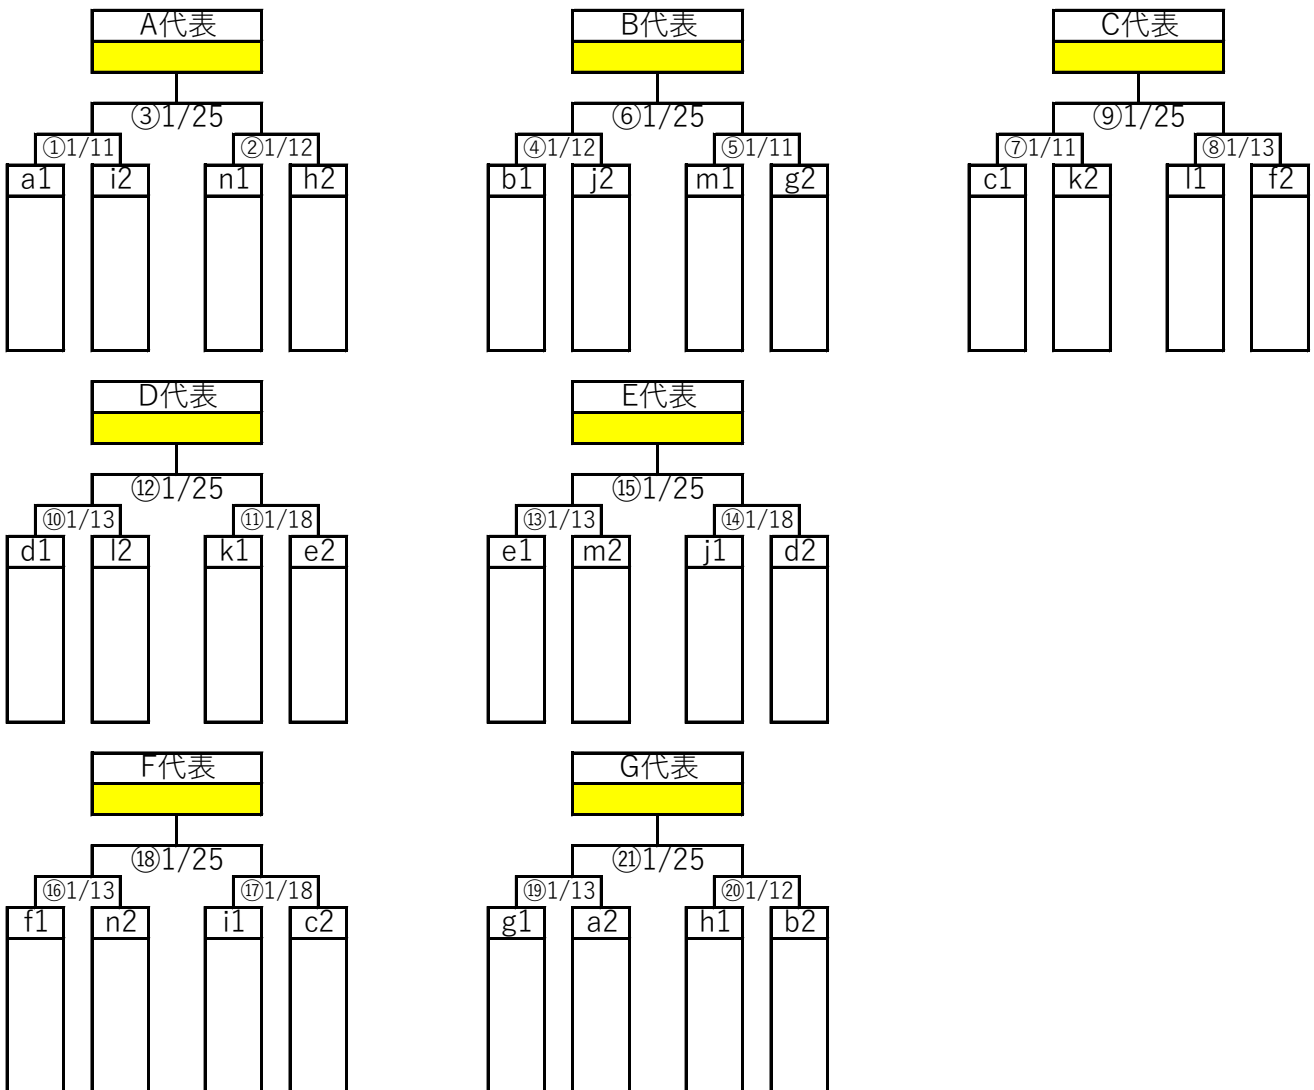 A代表 B代表 C代表
③1/25 ⑥1/25 ⑨1/25
①1/11 ②1/12 ④1/12 ⑤1/11 ⑦1/11 ⑧1/13
a1 i2 n1 h2 b1 j2 m1 g2 c1 k2 l1 f2
D代表 E代表
⑫1/25 ⑮1/25
⑩1/13 ⑪1/18 ⑬1/13 ⑭1/18
d1 l2 k1 e2 e1 m2 j1 d2
F代表 G代表
⑱1/25 ㉑1/25
⑯1/13 ⑰1/18 ⑲1/13 ⑳1/12
f1 n2 i1 c2 g1 a2 h1 b2